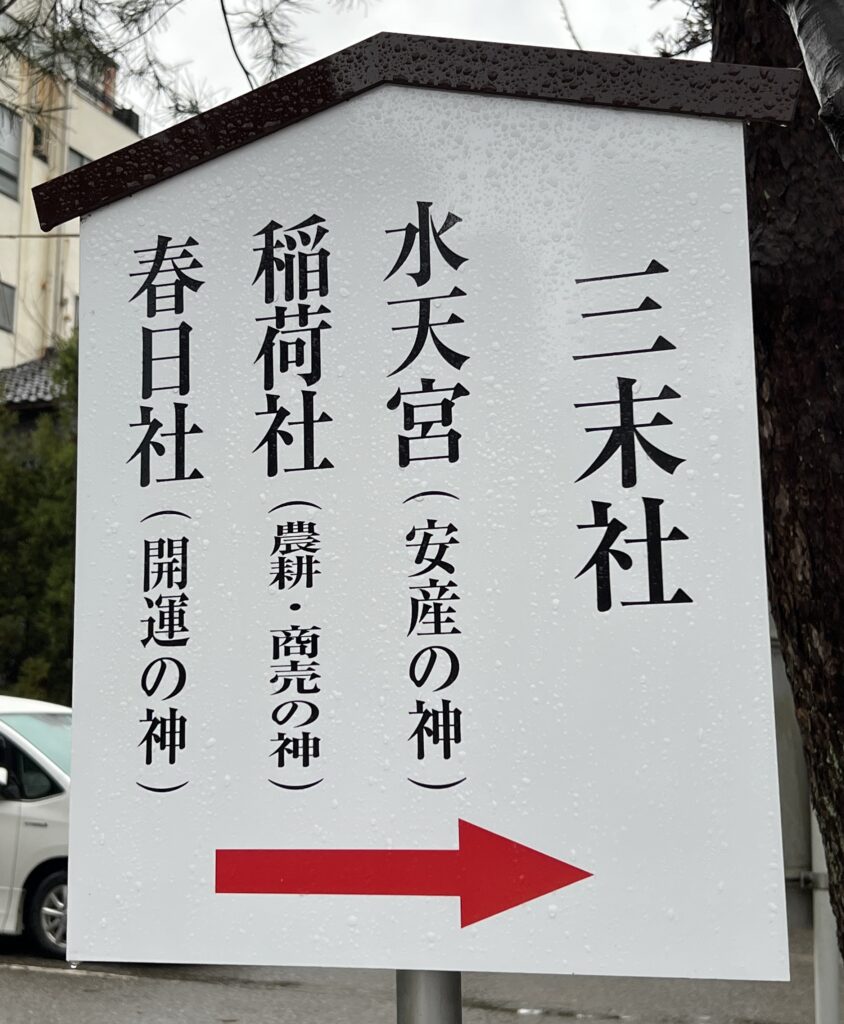 三末社
水天宮（安産の神）
稲荷社（農耕・商売の神）
春日社（開運の神）